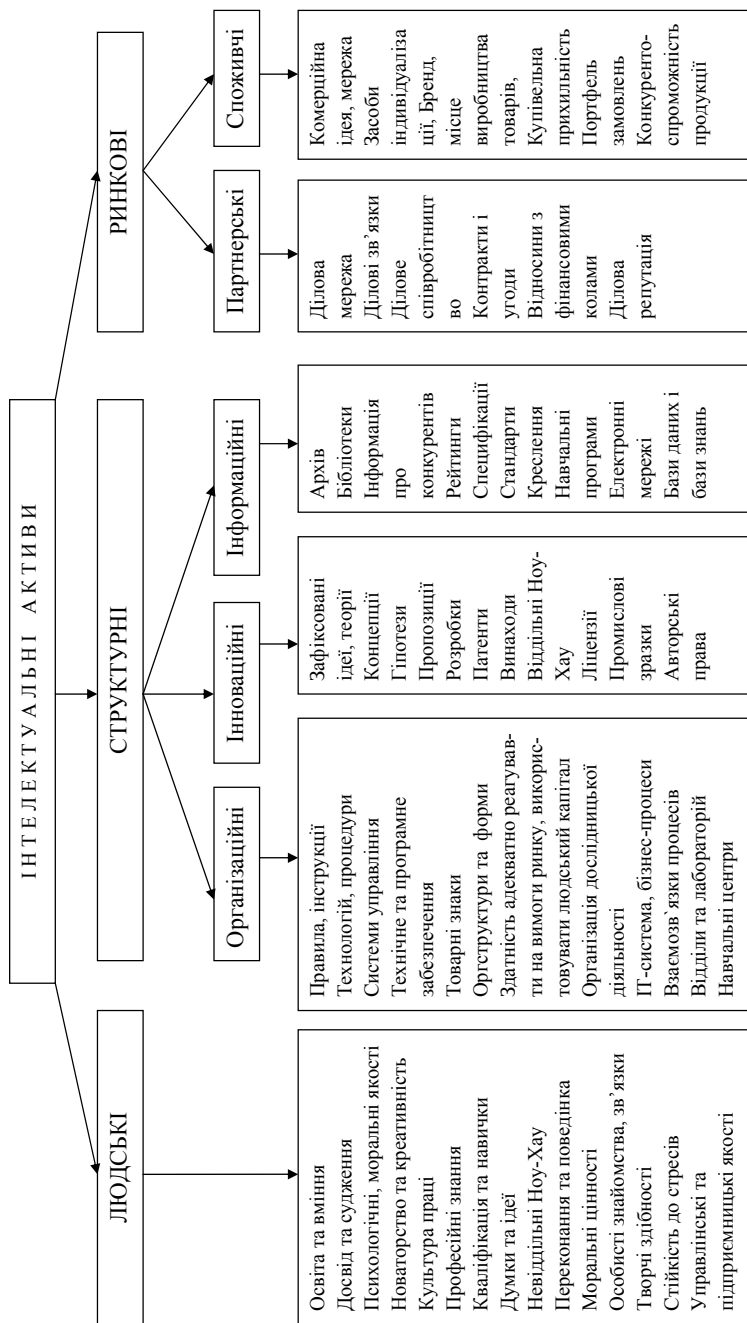 ІНТЕЛЕКТУАЛЬНІ АКТИВИ
ЛЮДСЬКІ
СТРУКТУРНІ
РИНКОВІ
Організаційні
Інноваційні
Інформаційні
Партнерські
Споживчі
Освіта та вміння
Досвід та судження
Психологічні, моральні якості
Новаторство та креативність
Культура праці
Професійні знання
Кваліфікація та навички
Думки та ідеї
Невіддільні Ноу-Хау
Переконання та поведінка
Моральні цінності
Особисті знайомства, зв’язки
Творчі здібності
Стійкість до стресів
Управлінські та
підприємницькі якості
Правила, інструкції
Технологій, процедури
Системи управління
Технічне та програмне
забезпечення
Товарні знаки
Оргструктури та форми
Здатність адекватно реагував-
ти на вимоги ринку, викорис-
товувати людський капітал
Організація дослідницької
діяльності
ІТ-система, бізнес-процеси
Взаємозв`язки процесів
Відділи та лабораторій
Навчальні центри
Зафіксовані
ідеї, теорії
Концепції
Гіпотези
Пропозиції
Розробки
Патенти
Винаходи
Віддільні Ноу-
Хау
Ліцензії
Промислові
зразки
Авторські
права
Архів
Бібліотеки
Інформація
про
конкурентів
Рейтинги
Специфікації
Стандарти
Креслення
Навчальні
програми
Електронні
мережі
Бази даних і
бази знань
Ділова
мережа
Ділові зв’язки
Ділове
співробітницт
во
Контракти і
угоди
Відносини з
фінансовими
колами
Ділова
репутація
Комерційна
ідея, мережа
Засоби
індивідуаліза
ції, Бренд,
місце
виробництва
товарів,
Купівельна
прихильність
Портфель
замовлень
Конкуренто-
спроможність
продукції